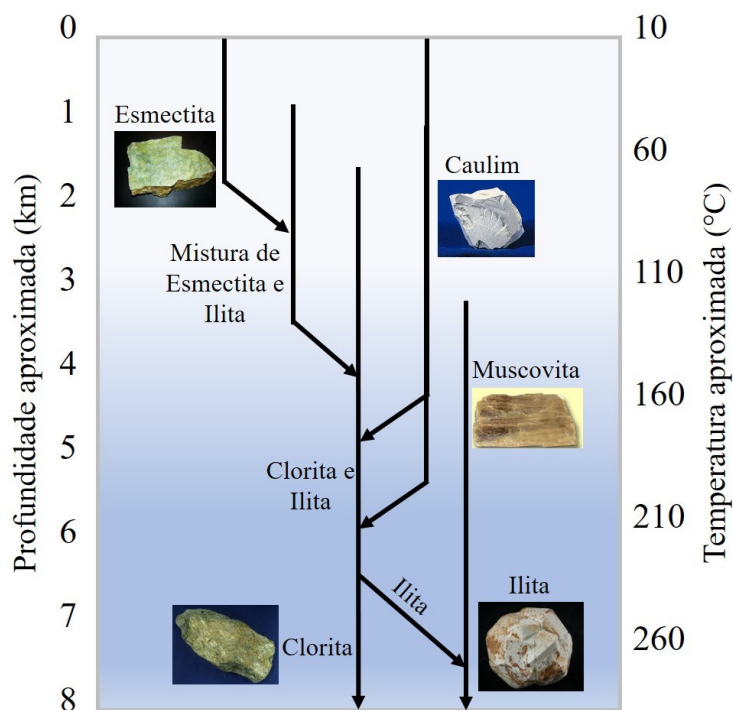 0
10
1
Esmectita
60
Caulim
2
Mistura de
Esmectita e
Ilita
3
110
4
Muscovita
160
5
Clorita e
Ilita
6
210
Ilita
Ilita
7
Clorita
260
8
Profundidade aproximada (km)
Temperatura aproximada (°C)